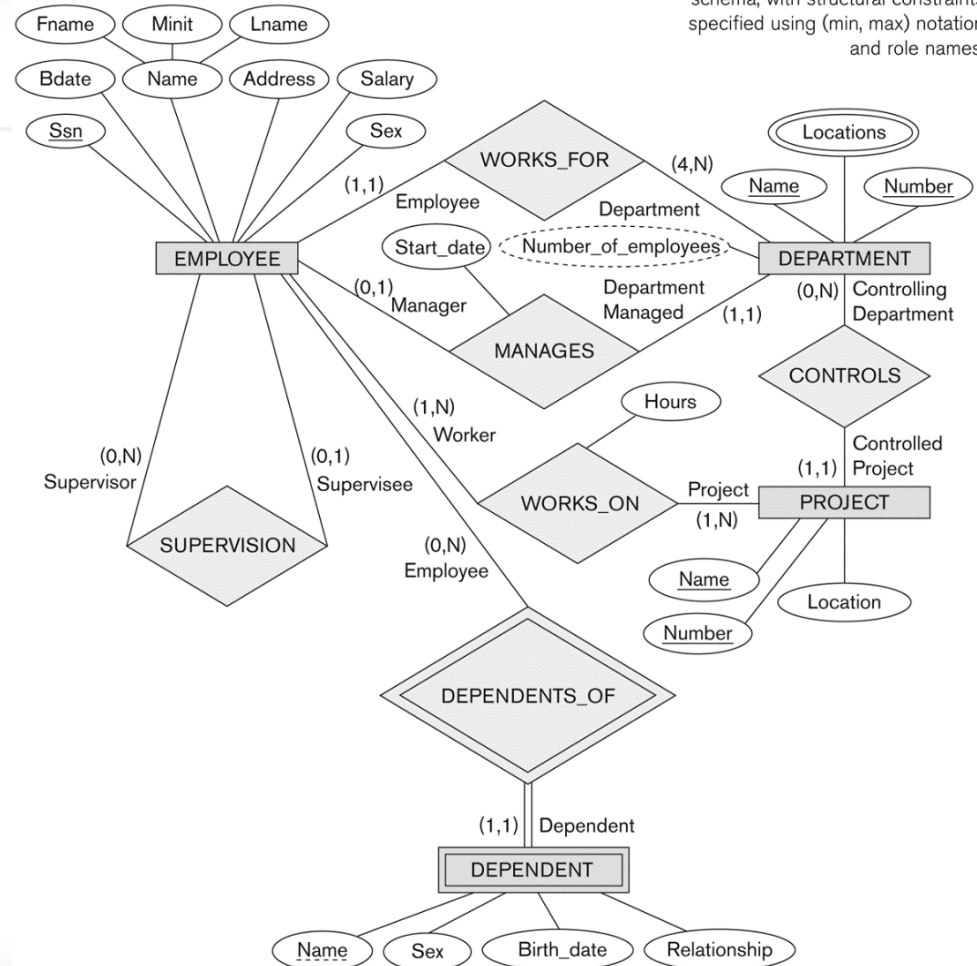 schema, with structural constraint
specified using (min, max) notation
and role names
Fname
Minit
Lname
Bdate
Name
Address
Salary
Ssn
Sex
WORKS_FOR
(1,1)
Employee
(4,N)
Department
Locations
Name
Number
EMPLOYEE
Start_date
Number_of_employees
DEPARTMENT
(0,1)
Manager
MANAGES
Department
Managed
(1,1)
(0,N)
Controlling
Department
CONTROLS
(1,N)
Worker
Hours
(0,N)
Supervisor
(0,1)
Supervisee
SUPERVISION
WORKS_ON
Project
(1,N)
Controlled
Project
(1,1)
PROJECT
(0,N)
Employee
Name
Number
Location
DEPENDENTS_OF
(1,1)
Dependent
DEPENDENT
Name
Sex
Birth_date
Relationship